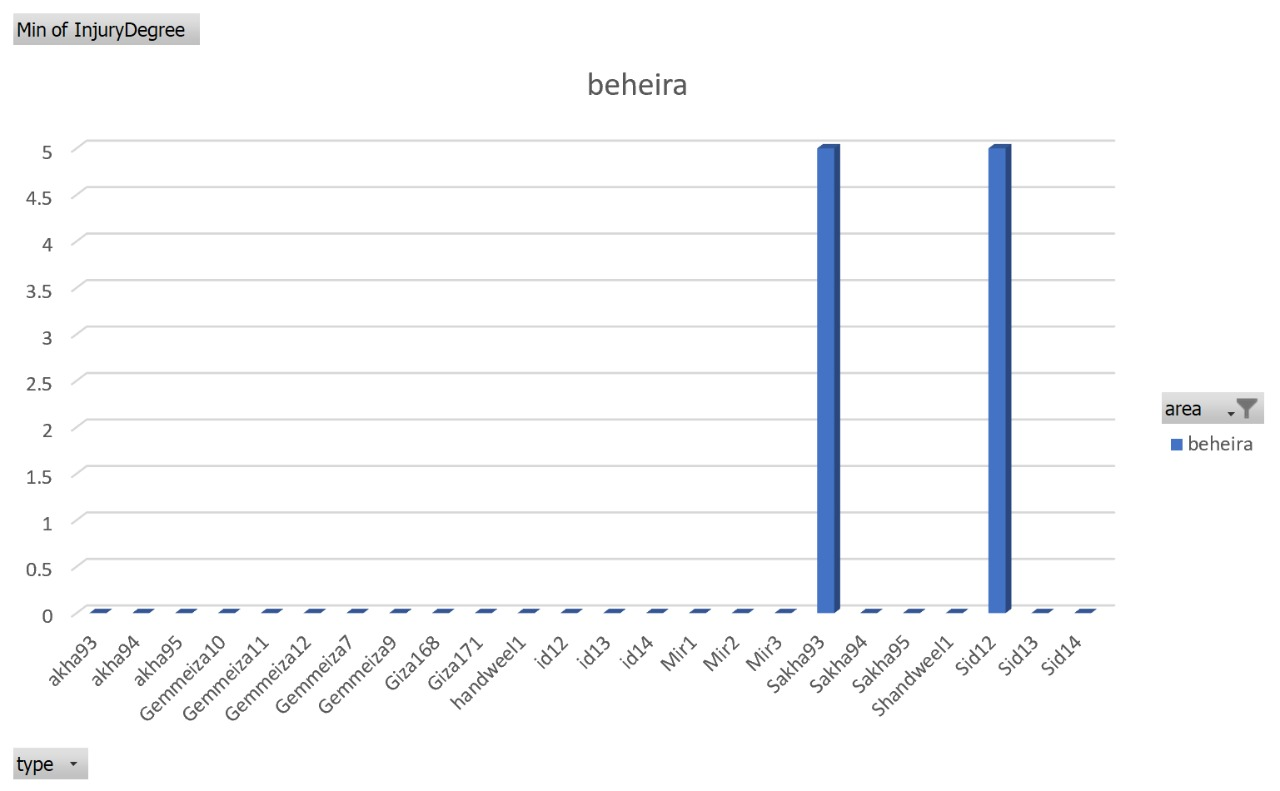 Min of InjuryDegree
beheira
5
4.5
4
3.5
3
2.5
2
1.5
1
0.5
0
akha93
akha94
akha95
Gemmeiza10
Gemmeiza11
Gemmeiza12
Gemmeiza7
Gemmeiza9
Giza168
Giza171
handweel1
id12
id13
id14
Mir1
Mir2
Mir3
Sakha93
Sakha94
Sakha95
Shandweel1
Sid12
Sid13
Sid14
area
beheira
type